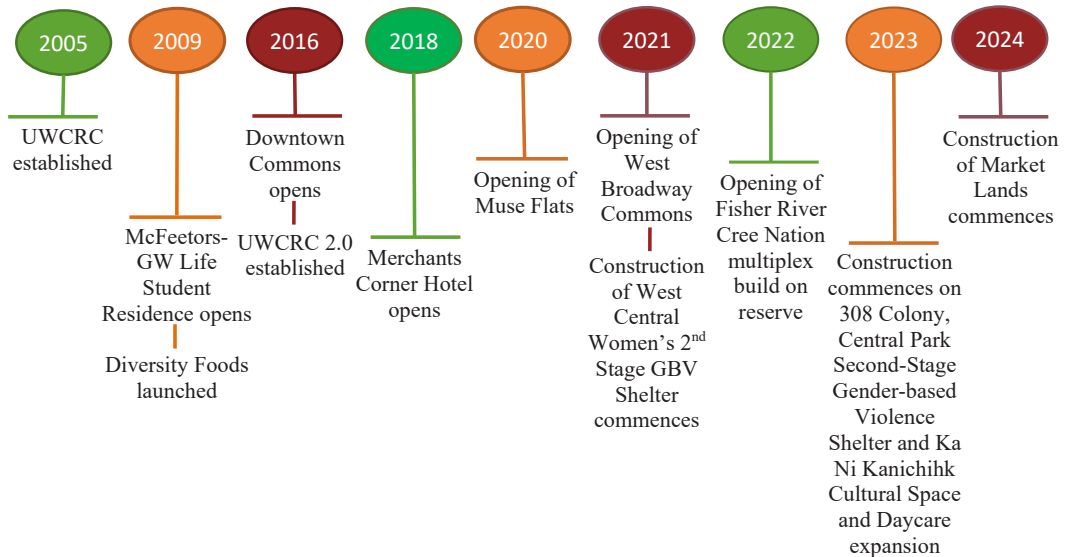 2005
UWCRC
established
2009
McFeetors-
GW Life
Student
Residence opens
Diversity Foods
launched
2016
Downtown
Commons
opens
UWCRC 2.0
established
2018
Merchants
Corner Hotel
opens
2020
Opening of
Muse Flats
2021
Opening of
West
Broadway
Commons
Construction
of West
Central
Women’s 2nd
Stage GBV
Shelter
commences
2022
Opening of
Fisher River
Cree Nation
multiplex
build on
reserve
2023
Construction
commences on
308 Colony,
Central Park
Second-Stage
Gender-based
Violence
Shelter and Ka
Ni Kanichihk
Cultural Space
and Daycare
expansion
2024
Construction
of Market
Lands
commences